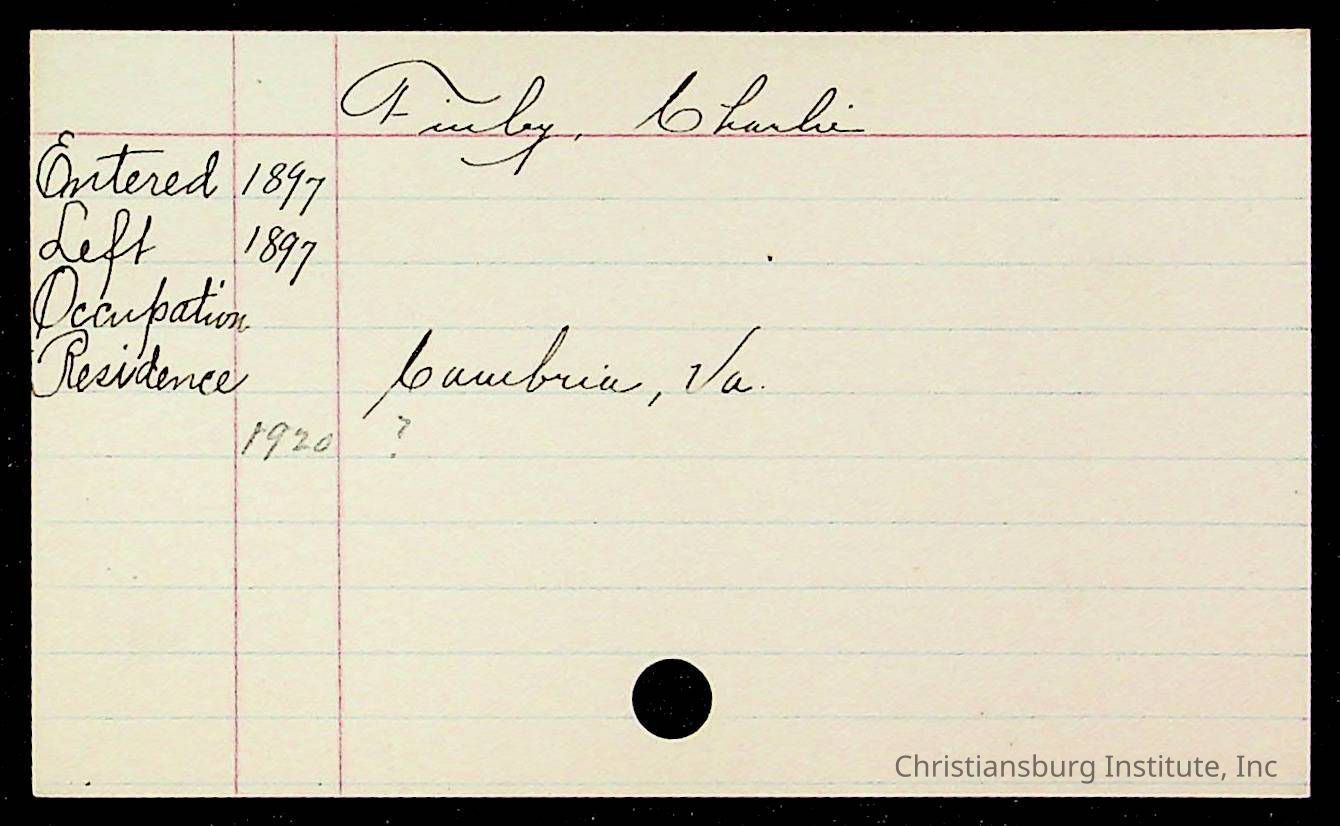 Finley, Charlie
Entered 1897
Left 1897
Occupation
Residence Cambria, Va.
1920 ?
Christiansburg Institute, Inc